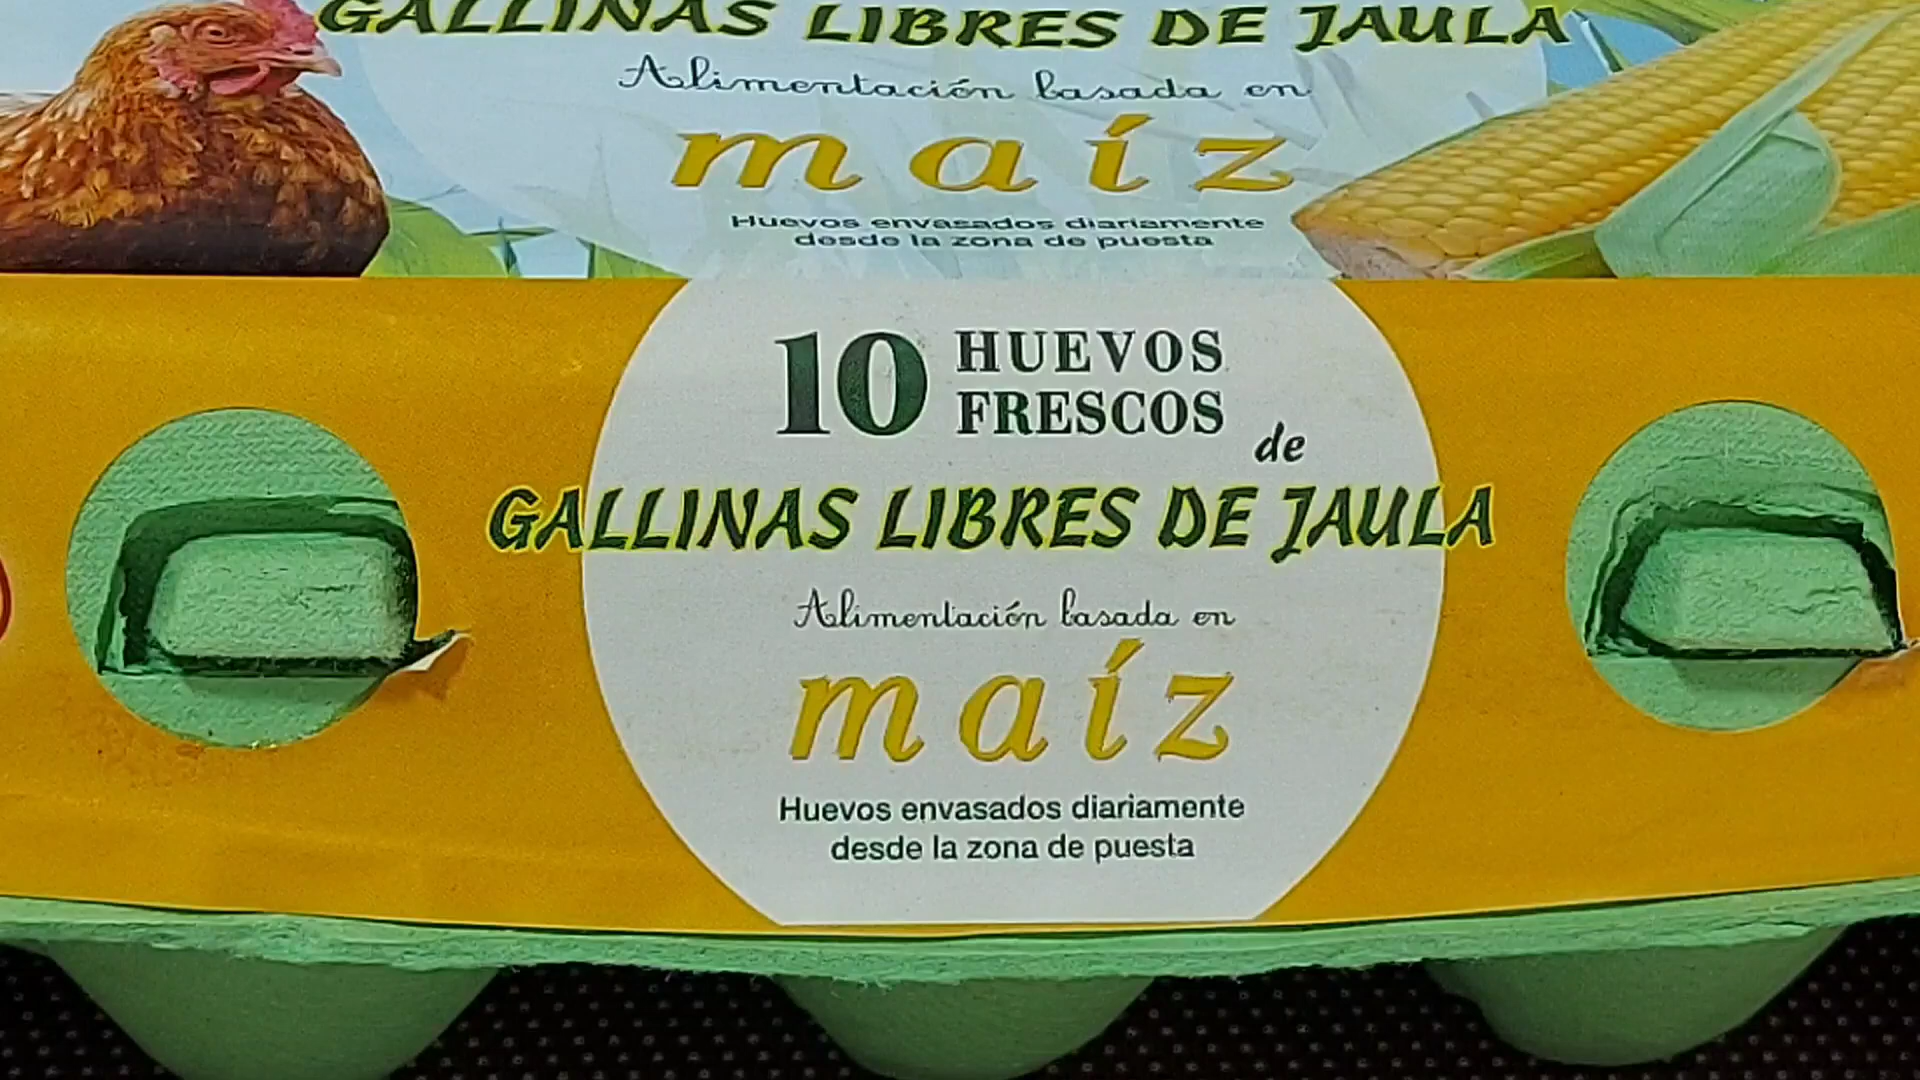 GALLINAS LIBRES DE JAULA
Alimentación basada en
maíz
Huevos envasados diariamente
desde la zona de puesta
10 HUEVOS
FRESCOS
de
GALLINAS LIBRES DE JAULA
Alimentación basada en
maíz
Huevos envasados diariamente
desde la zona de puesta